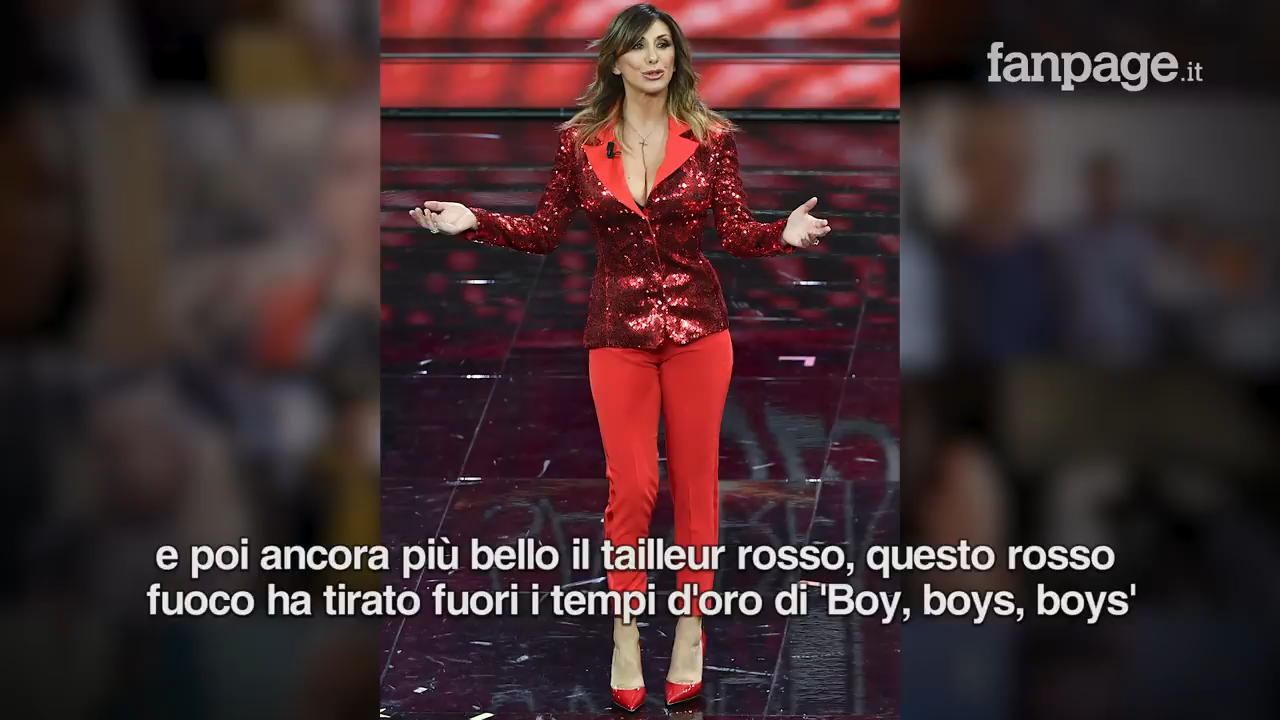 fanpage.it
e poi ancora più bello il tailleur rosso, questo rosso
fuoco ha tirato fuori i tempi d'oro di 'Boy, boys, boys'